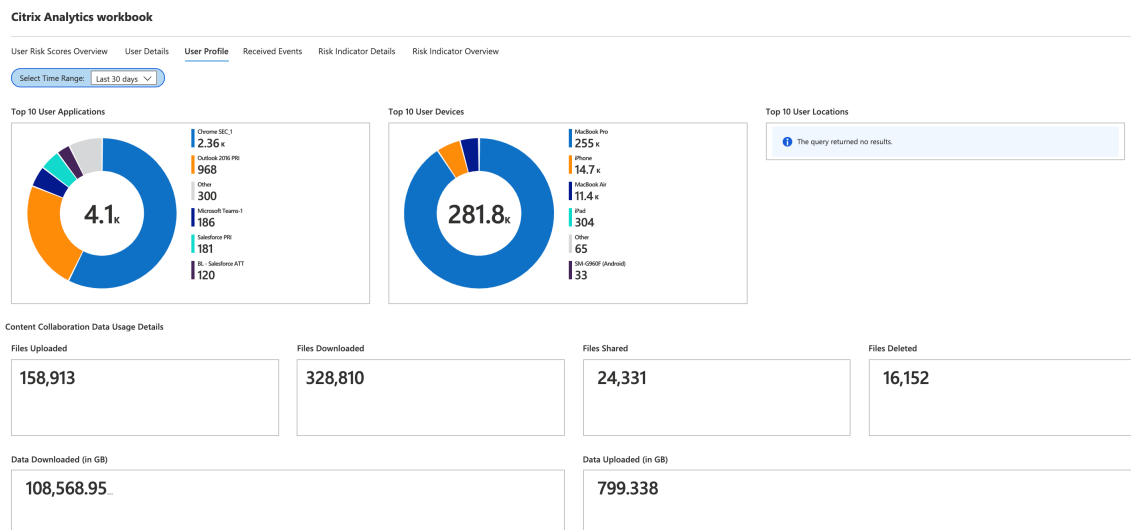 Citrix Analytics workbook
User Risk Scores Overview User Details User Profile Received Events Risk Indicator Details Risk Indicator Overview
Select Time Range: Last 30 days
Top 10 User Applications
4.1K
Chrome SEC_1
2.36 K
Outlook 2016 PRI
968
Other
300
Microsoft Teams-1
186
Salesforce PRI
181
BL - Salesforce ATT
120
Top 10 User Devices
281.8K
MacBook Pro
255 K
iPhone
14.7 K
MacBook Air
11.4 K
iPad
304
Other
65
SM-G960F (Android)
33
Top 10 User Locations
The query returned no results.
Content Collaboration Data Usage Details
Files Uploaded
158,913
Files Downloaded
328,810
Files Shared
24,331
Files Deleted
16,152
Data Downloaded (in GB)
108,568.95...
Data Uploaded (in GB)
799.338